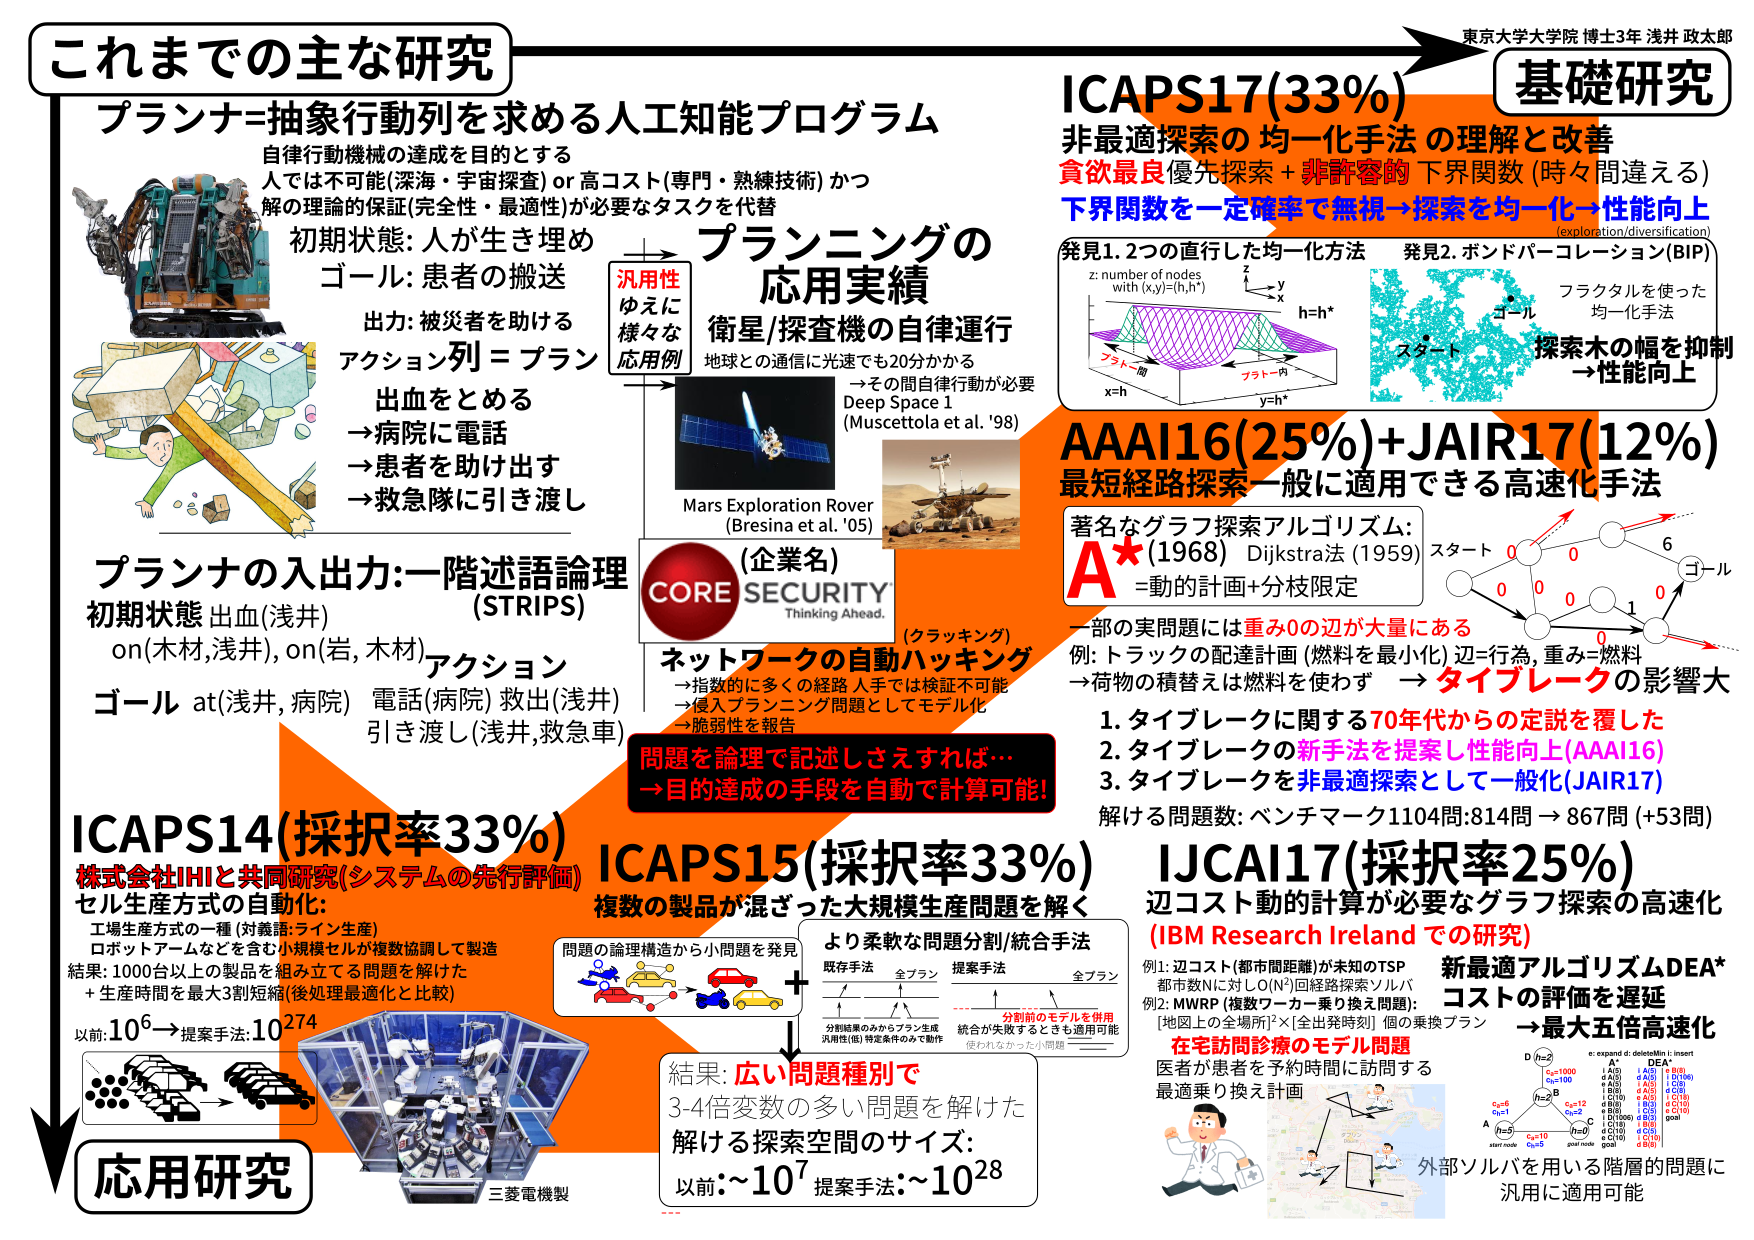 これまでの主な研究
東京大学大学院 博士3年 浅井 政太郎
基礎研究
プランナ=抽象行動列を求める人工知能プログラム
自律行動機械の達成を目的とする
人では不可能(深海・宇宙探査) or 高コスト(専門・熟練技術) かつ
解の理論的保証(完全性・最適性)が必要なタスクを代替
初期状態: 人が生き埋め
ゴール: 患者の搬送
出力: 被災者を助ける
アクション列 = プラン
出血をとめる
→病院に電話
→患者を助け出す
→救急隊に引き渡し
汎用性
ゆえに
様々な
応用例
プランニングの
応用実績
衛星/探査機の自律運行
地球との通信に光速でも20分かかる
→その間自律行動が必要
Deep Space 1
(Muscettola et al. '98)
Mars Exploration Rover
(Bresina et al. '05)
(企業名)
CORE SECURITY
Thinking Ahead.
(クラッキング)
ネットワークの自動ハッキング
→指数的に多くの経路 人手では検証不可能
→侵入プランニング問題としてモデル化
→脆弱性を報告
プランナの入出力:一階述語論理
(STRIPS)
初期状態 出血(浅井)
on(木材,浅井), on(岩, 木材)
アクション
ゴール at(浅井, 病院)
電話(病院) 救出(浅井)
引き渡し(浅井,救急車)
問題を論理で記述しさえすれば…
→目的達成の手段を自動で計算可能!
ICAPS17(33%)
非最適探索の 均一化手法 の理解と改善
貪欲最良優先探索 + 非許容的 下界関数 (時々間違える)
下界関数を一定確率で無視→探索を均一化→性能向上
(exploration/diversification)
発見1. 2つの直行した均一化方法
z: number of nodes
with (x,y)=(h,h*)
z
y
x
h=h*
プラトー間
プラトー内
x=h
y=h*
発見2. ボンドパーコレーション(BIP)
ゴール
スタート
フラクタルを使った
均一化手法
探索木の幅を抑制
→性能向上
AAAI16(25%)+JAIR17(12%)
最短経路探索一般に適用できる高速化手法
著名なグラフ探索アルゴリズム:
A* (1968) Dijkstra法 (1959)
=動的計画+分枝限定
スタート
0
0
6
ゴール
0
0
0
0
1
0
一部の実問題には重み0の辺が大量にある
例: トラックの配達計画 (燃料を最小化) 辺=行為, 重み=燃料
→荷物の積替えは燃料を使わず → タイブレークの影響大
1. タイブレークに関する70年代からの定説を覆した
2. タイブレークの新手法を提案し性能向上(AAAI16)
3. タイブレークを非最適探索として一般化(JAIR17)
解ける問題数: ベンチマーク1104問:814問 → 867問 (+53問)
ICAPS14(採択率33%)
株式会社IHIと共同研究(システムの先行評価)
セル生産方式の自動化:
工場生産方式の一種 (対義語:ライン生産)
ロボットアームなどを含む小規模セルが複数協調して製造
結果: 1000台以上の製品を組み立てる問題を解けた
+ 生産時間を最大3割短縮(後処理最適化と比較)
以前:10⁶→提案手法:10²⁷⁴
三菱電機製
応用研究
ICAPS15(採択率33%)
複数の製品が混ざった大規模生産問題を解く
問題の論理構造から小問題を発見
+
より柔軟な問題分割/統合手法
既存手法
全プラン
提案手法
全プラン
分割結果のみからプラン生成
汎用性(低) 特定条件のみで動作
分割前のモデルを併用
統合が失敗するときも適用可能
使われなかった小問題
結果: 広い問題種別で
3-4倍変数の多い問題を解けた
解ける探索空間のサイズ:
以前:~10⁷ 提案手法:~10²⁸
IJCAI17(採択率25%)
辺コスト動的計算が必要なグラフ探索の高速化
(IBM Research Ireland での研究)
例1: 辺コスト(都市間距離)が未知のTSP
都市数Nに対しO(N²)回経路探索ソルバ
例2: MWRP (複数ワーカー乗り換え問題):
[地図上の全場所]²×[全出発時刻] 個の乗換プラン
在宅訪問診療のモデル問題
医者が患者を予約時間に訪問する
最適乗り換え計画
新最適アルゴリズムDEA*
コストの評価を遅延
→最大五倍高速化
e: expand d: deleteMin i: insert
A*
DEA*
D
h=2
cₐ=1000
cₕ=100
h=2
B
cₐ=6
cₕ=1
cₐ=12
cₕ=2
A
h=5
C
h=0
start node
cₐ=10
cₕ=5
goal node
外部ソルバを用いる階層的問題に
汎用に適用可能